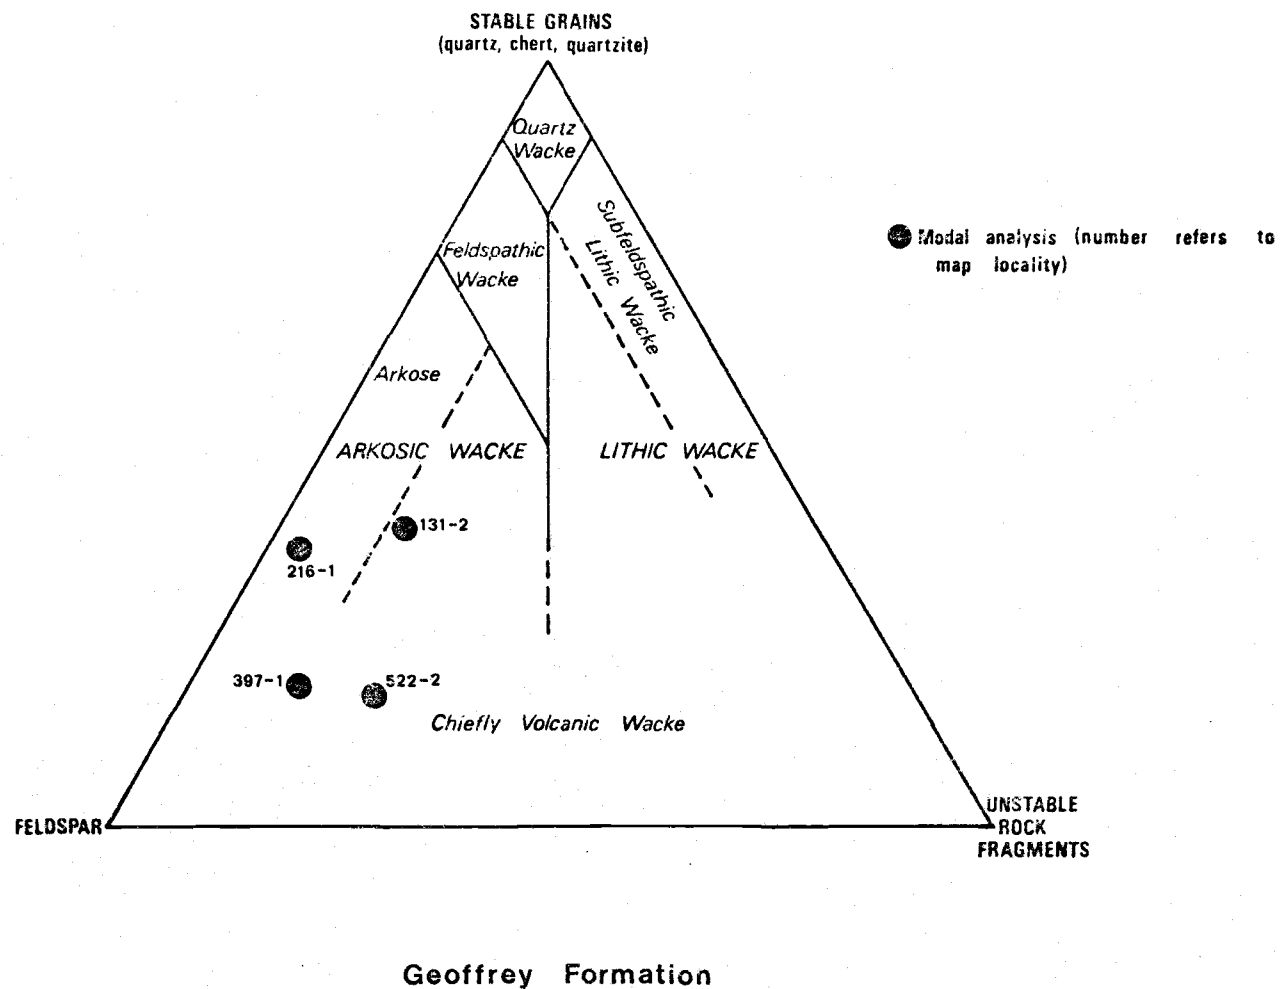 STABLE GRAINS
(quartz, chert, quartzite)
Quartz
Wacke
Subfeldspathic
Lithic Wacke
Feldspathic
Wacke
Modal analysis (number refers to
map locality)
Arkose
ARKOSIC WACKE
LITHIC WACKE
131-2
216-1
397-1
522-2
Chiefly Volcanic Wacke
FELDSPAR
UNSTABLE
ROCK
FRAGMENTS
Geoffrey Formation